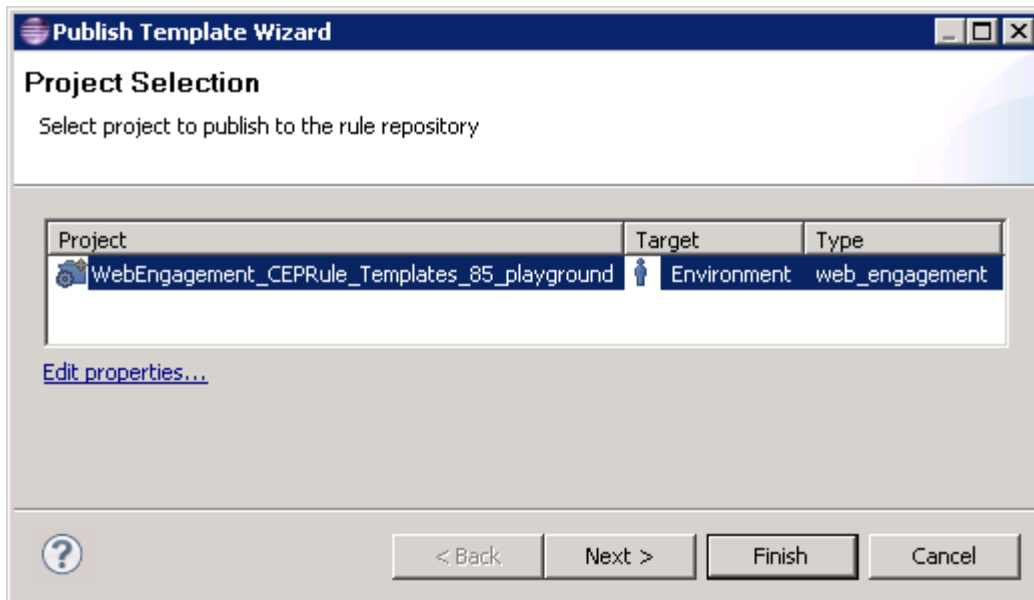 Publish Template Wizard
Project Selection
Select project to publish to the rule repository
Project Target Type
WebEngagement_CEPRule_Templates_85_playground Environment web_engagement
Edit properties...
? < Back Next > Finish Cancel